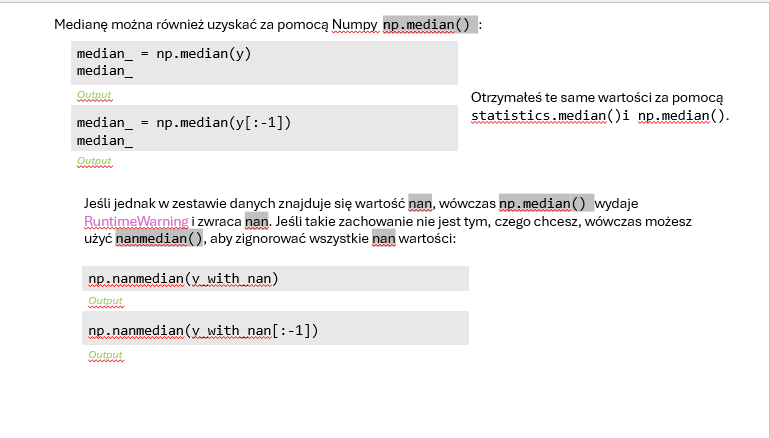 Medianę można również uzyskać za pomocą Numpy np.median() :
median_ = np.median(y)
median_
Output
median_ = np.median(y[:-1])
median_
Output
Otrzymałeś te same wartości za pomocą
statistics.median()i np.median().
Jeśli jednak w zestawie danych znajduje się wartość nan, wówczas np.median() wydaje
RuntimeWarning i zwraca nan. Jeśli takie zachowanie nie jest tym, czego chcesz, wówczas możesz
użyć nanmedian(), aby zignorować wszystkie nan wartości:
np.nanmedian(y_with_nan)
Output
np.nanmedian(y_with_nan[:-1])
Output